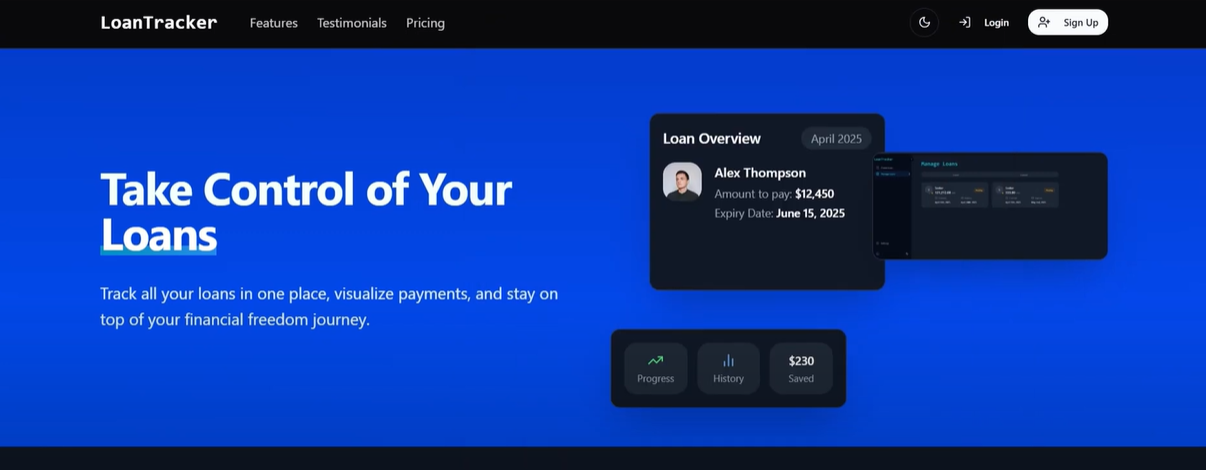 LoanTracker
Features
Testimonials
Pricing
Login
Sign Up
Take Control of Your
Loans
Track all your loans in one place, visualize payments, and stay on
top of your financial freedom journey.
Loan Overview
April 2025
Alex Thompson
Amount to pay: $12,450
Expiry Date: June 15, 2025
Manage Loans
Progress
History
$230
Saved